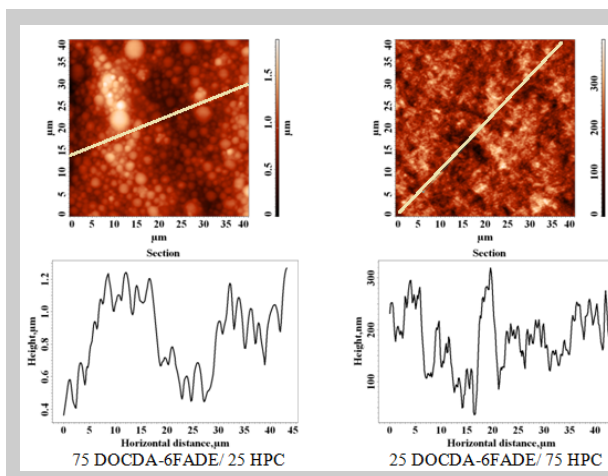 40
35
30
25
20
15
10
5
0
µm
0 5 10 15 20 25 30 35 40
µm
1.5
1.0
0.5
0
µm
Section
1.2
1.0
0.8
0.6
0.4
Height,µm
0 5 10 15 20 25 30 35 45
Horizontal distance,µm
75 DOCDA-6FADE/ 25 HPC
40
35
30
25
20
15
10
5
0
µm
0 5 10 15 20 25 30 35 40
µm
300
200
100
0
Section
300
200
100
Height,µm
0 5 10 15 20 25 30 35 40
Horizontal distance,µm
25 DOCDA-6FADE/ 75 HPC